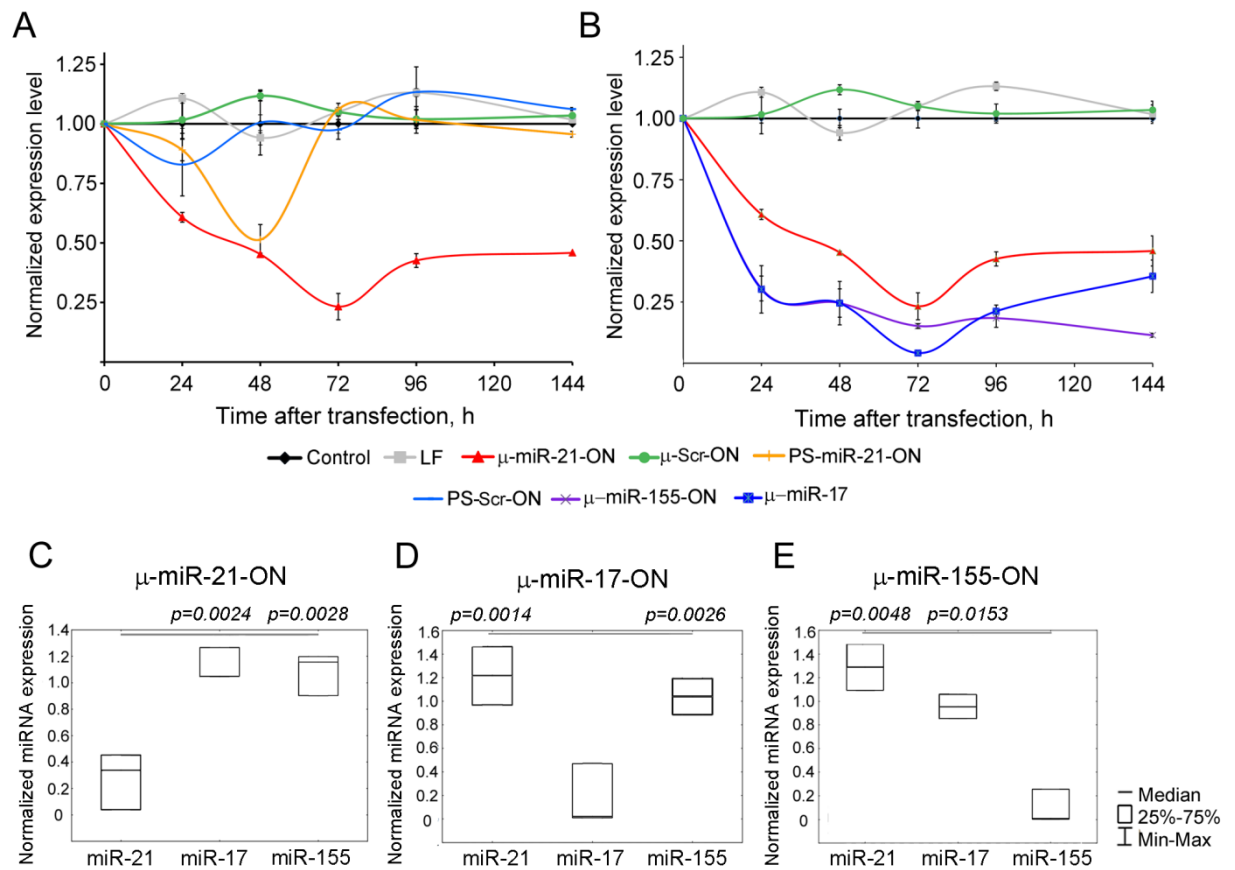 A
B
Normalized expression level
1.25
1.00
0.75
0.50
0.25
0 24 48 72 96 120 144
Time after transfection, h
Normalized expression level
1.25
1.00
0.75
0.50
0.25
0 24 48 72 96 120 144
Time after transfection, h
Control LF μ-miR-21-ON μ-Scr-ON PS-miR-21-ON
PS-Scr-ON μ-miR-155-ON μ-miR-17
C
μ-miR-21-ON
p=0.0024 p=0.0028
Normalized miRNA expression
1.4
1.2
1.0
0.8
0.6
0.4
0.2
0
miR-21 miR-17 miR-155
D
μ-miR-17-ON
p=0.0014 p=0.0026
Normalized miRNA expression
1.6
1.4
1.2
1.0
0.8
0.6
0.4
0.2
0
miR-21 miR-17 miR-155
E
μ-miR-155-ON
p=0.0048 p=0.0153
Normalized miRNA expression
1.6
1.4
1.2
1.0
0.8
0.6
0.4
0.2
0
miR-21 miR-17 miR-155
Median
25%-75%
Min-Max